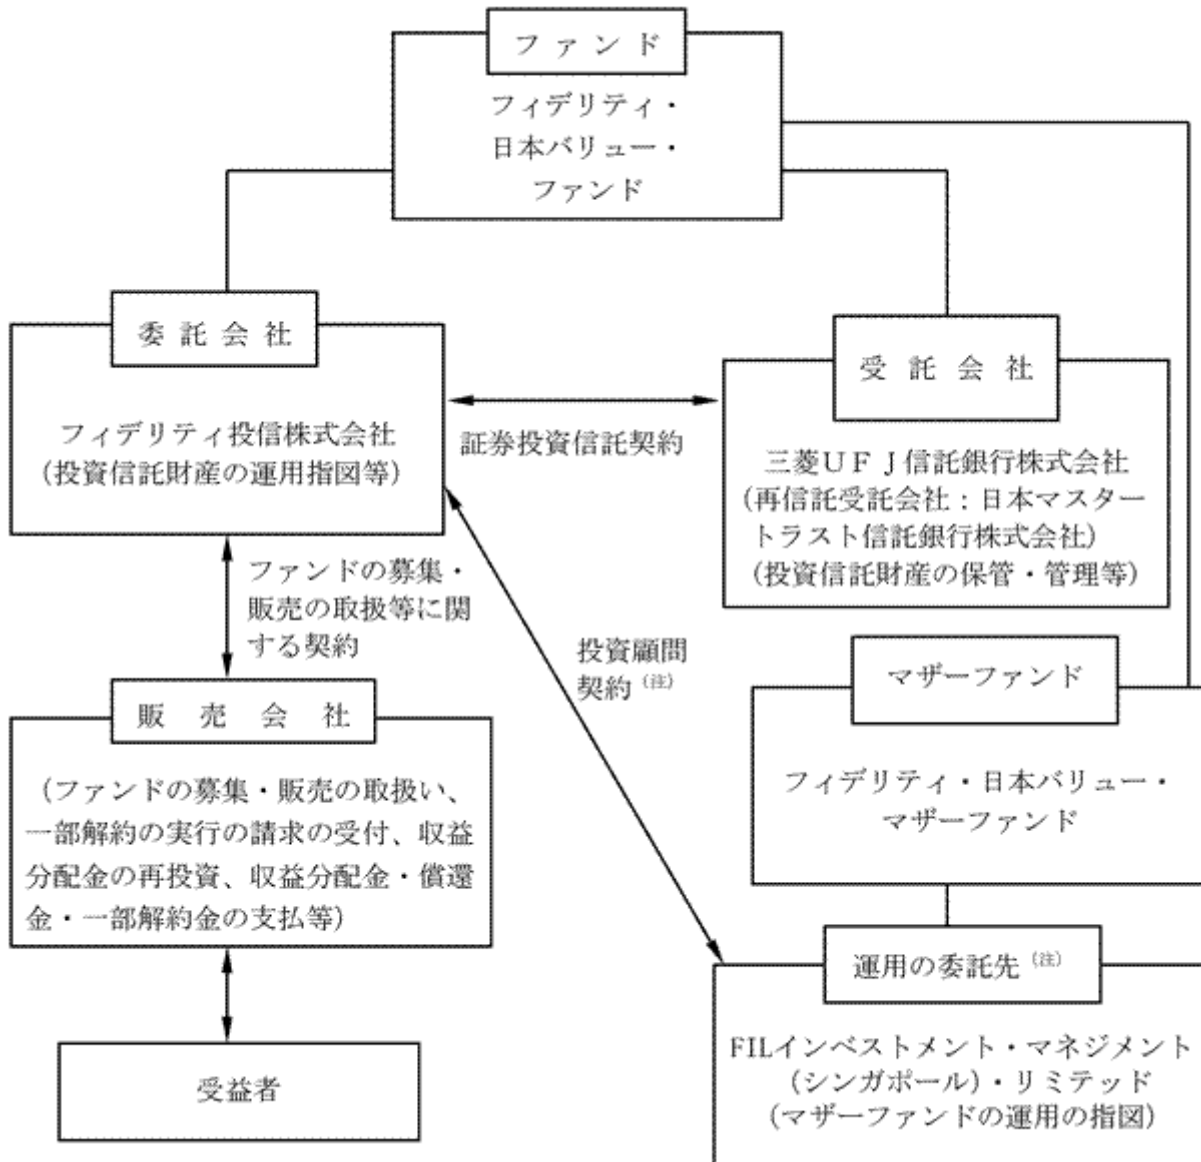 ファンド
フィデリティ・
日本バリュー・
ファンド
委託会社
フィデリティ投信株式会社
(投資信託財産の運用指図等)
証券投資信託契約
受託会社
三菱UFJ信託銀行株式会社
(再信託受託会社：日本マスター
トラスト信託銀行株式会社)
(投資信託財産の保管・管理等)
ファンドの募集・
販売の取扱等に関
する契約
投資顧問
契約(注)
マザーファンド
フィデリティ・日本バリュー・
マザーファンド
販売会社
(ファンドの募集・販売の取扱い、
一部解約の実行の請求の受付、収益
分配金の再投資、収益分配金・償還
金・一部解約金の支払等)
運用の委託先(注)
FILインベストメント・マネジメント
(シンガポール)・リミテッド
(マザーファンドの運用の指図)
受益者